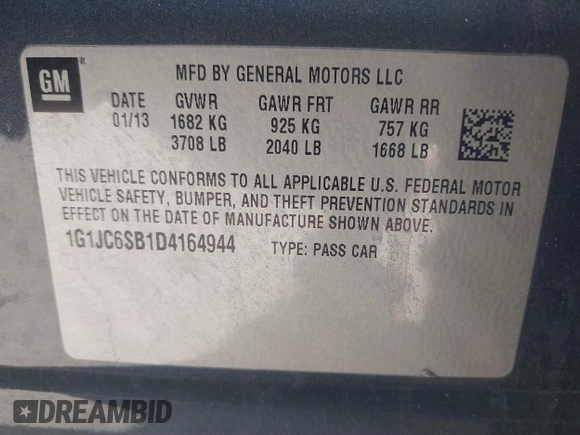 GM ®
MFD BY GENERAL MOTORS LLC
DATE GVWR GAWR FRT GAWR RR
01/13 1682 KG 925 KG 757 KG
3708 LB 2040 LB 1668 LB
THIS VEHICLE CONFORMS TO ALL APPLICABLE U.S. FEDERAL MOTOR
VEHICLE SAFETY, BUMPER, AND THEFT PREVENTION STANDARDS IN
EFFECT ON THE DATE OF MANUFACTURE SHOWN ABOVE.
1G1JC6SB1D4164944 TYPE: PASS CAR
DREAMBID